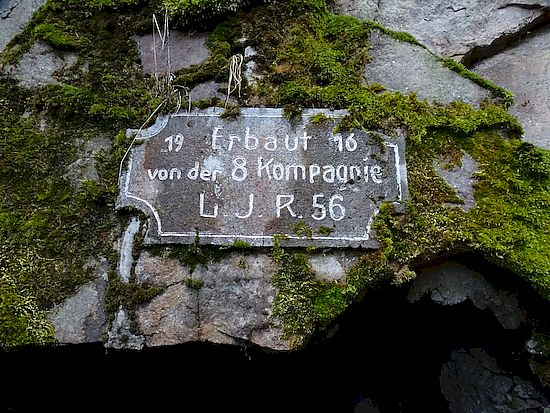 19 Erbaut 16
von der 8 Kompagnie
L. J. R. 56